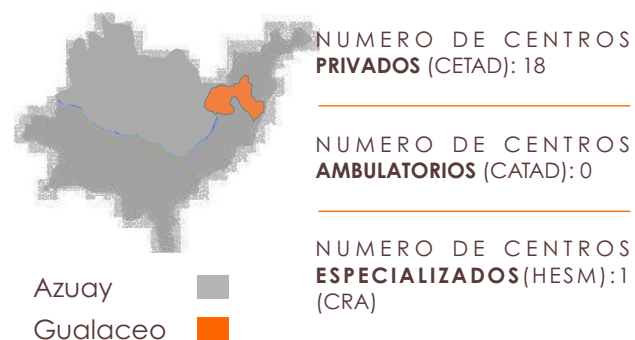 NUMERO DE CENTROS
PRIVADOS (CETAD): 18
NUMERO DE CENTROS
AMBULATORIOS (CATAD): 0
NUMERO DE CENTROS
ESPECIALIZADOS (HESM): 1
(CRA)
Azuay
Gualaceo